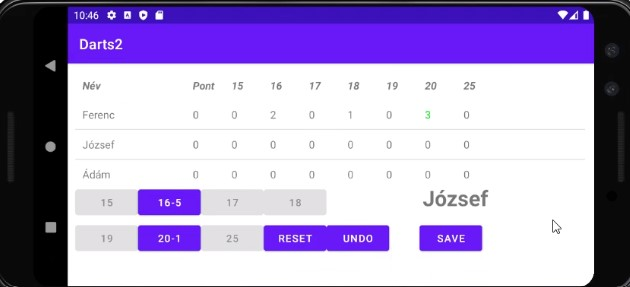 10:46
Darts2
Név Pont 15 16 17 18 19 20 25
Ferenc 0 0 2 0 1 0 3 0
József 0 0 0 0 0 0 0 0
Ádám 0 0 0 0 0 0 0 0
15 16-5 17 18 József
19 20-1 25 RESET UNDO SAVE